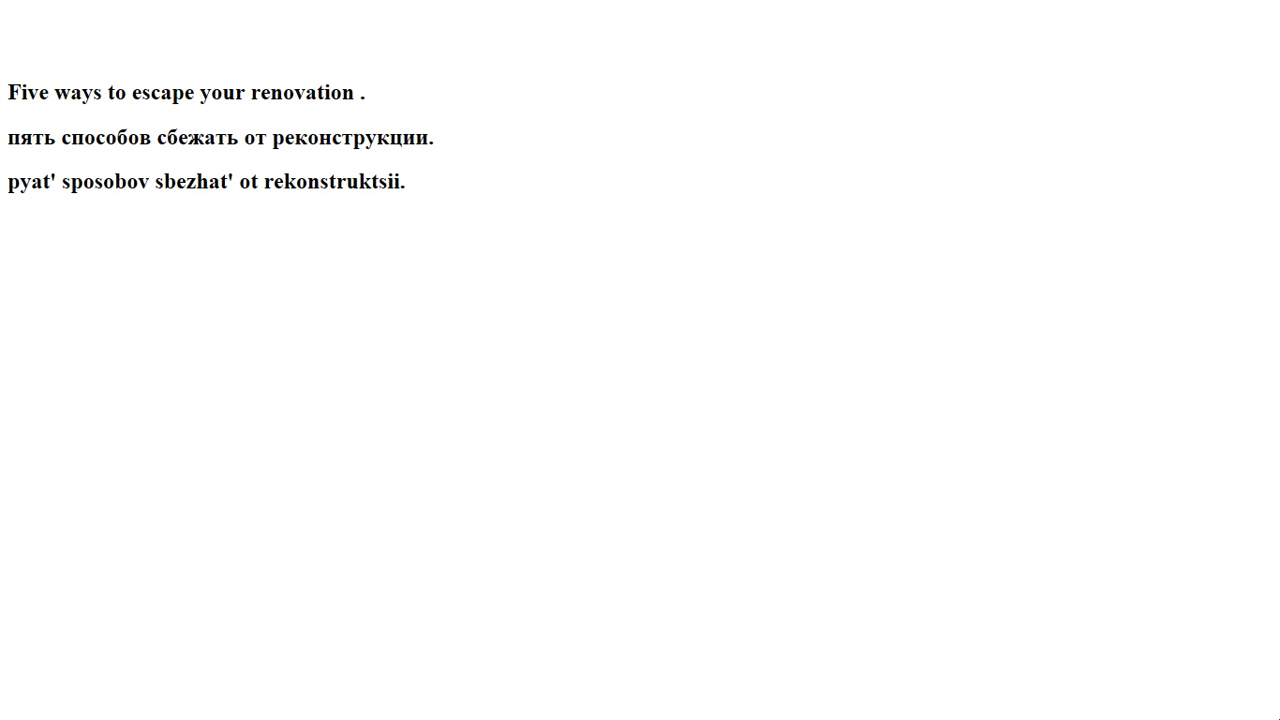 Five ways to escape your renovation .
пять способов сбежать от реконструкции.
pyat' sposobov sbezhat' ot rekonstruktsii.